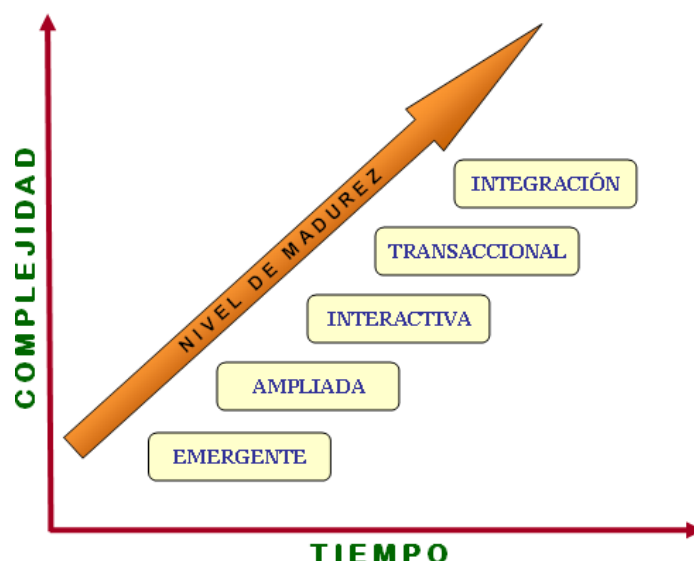 COMPLEJIDAD
NIVEL DE MADUREZ
INTEGRACIÓN
TRANSACCIONAL
INTERACTIVA
AMPLIADA
EMERGENTE
TIEMPO